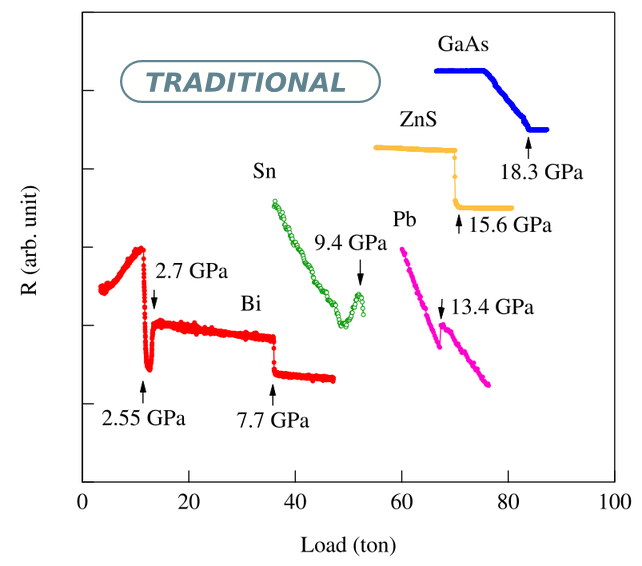 GaAs
TRADITIONAL
ZnS
Sn
18.3 GPa
Pb
15.6 GPa
9.4 GPa
2.7 GPa
Bi
13.4 GPa
2.55 GPa
7.7 GPa
R (arb. unit)
0 20 40 60 80 100
Load (ton)